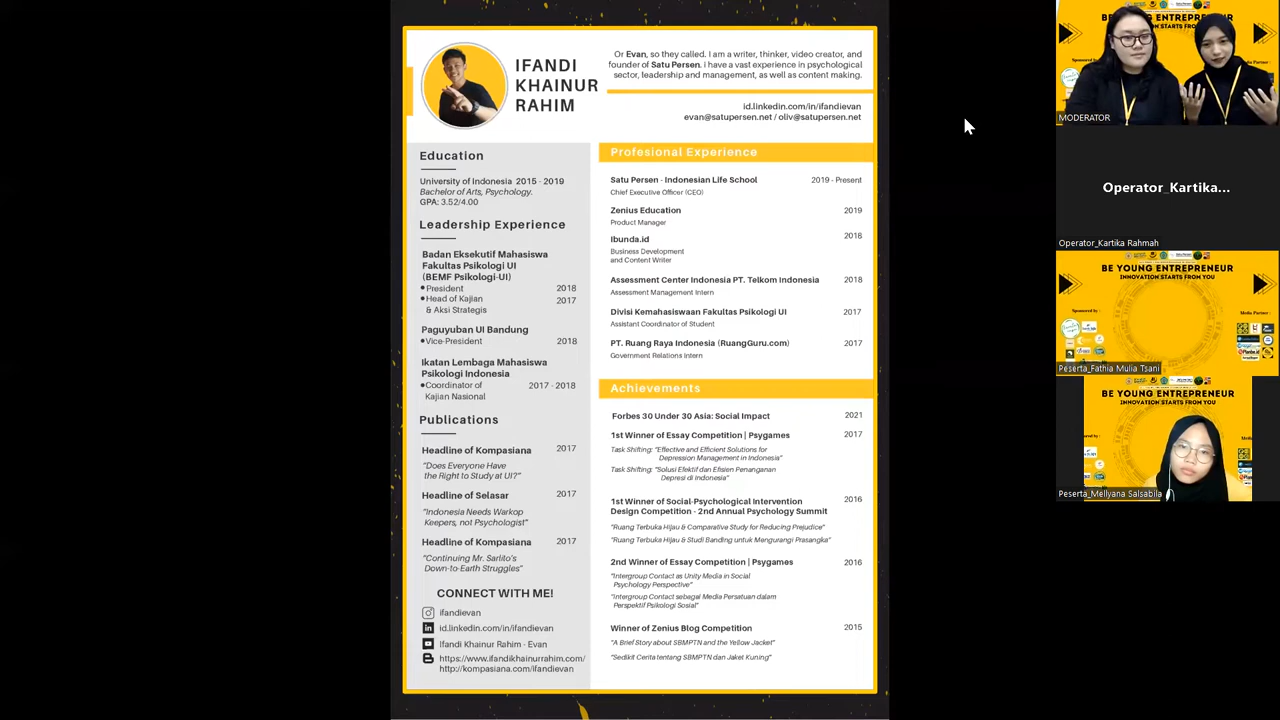 IFANDI
KHAINUR
RAHIM
Or Evan, so they called. I am a writer, thinker, video creator, and
founder of Satu Persen. i have a vast experience in psychological
sector, leadership and management, as well as content making.
id.linkedin.com/in/ifandievan
evan@satupersen.net / oliv@satupersen.net
Education
University of Indonesia 2015 - 2019
Bachelor of Arts, Psychology.
GPA: 3.52/4.00
Leadership Experience
Badan Eksekutif Mahasiswa
Fakultas Psikologi UI
(BEMF Psikologi-UI)
President 2018
Head of Kajian 2017
& Aksi Strategis
Paguyuban UI Bandung
Vice-President 2018
Ikatan Lembaga Mahasiswa
Psikologi Indonesia
Coordinator of 2017 - 2018
Kajian Nasional
Publications
Headline of Kompasiana 2017
"Does Everyone Have
the Right to Study at UI?"
Headline of Selasar 2017
"Indonesia Needs Warkop
Keepers, not Psychologist"
Headline of Kompasiana 2017
"Continuing Mr. Sarlito's
Down-to-Earth Struggles"
CONNECT WITH ME!
ifandievan
id.linkedin.com/in/ifandievan
Ifandi Khainur Rahim - Evan
https://www.ifandikhainurrahim.com/
http://kompasiana.com/ifandievan
Profesional Experience
Satu Persen - Indonesian Life School 2019 - Present
Chief Executive Officer (CEO)
Zenius Education 2019
Product Manager
Ibunda.id 2018
Business Development
and Content Writer
Assessment Center Indonesia PT. Telkom Indonesia 2018
Assessment Management Intern
Divisi Kemahasiswaan Fakultas Psikologi UI 2017
Assistant Coordinator of Student
PT. Ruang Raya Indonesia (RuangGuru.com) 2017
Government Relations Intern
Achievements
Forbes 30 Under 30 Asia: Social Impact 2021
1st Winner of Essay Competition | Psygames 2017
Task Shifting: "Effective and Efficient Solutions for
Depression Management in Indonesia"
Task Shifting: "Solusi Efektif dan Efisien Penanganan
Depresi di Indonesia"
1st Winner of Social-Psychological Intervention 2016
Design Competition - 2nd Annual Psychology Summit
"Ruang Terbuka Hijau & Comparative Study for Reducing Prejudice"
"Ruang Terbuka Hijau & Studi Banding untuk Mengurangi Prasangka"
2nd Winner of Essay Competition | Psygames 2016
"Intergroup Contact as Unity Media in Social
Psychology Perspective"
"Intergroup Contact sebagai Media Persatuan dalam
Perspektif Psikologi Sosial"
Winner of Zenius Blog Competition 2015
"A Brief Story about SBMPTN and the Yellow Jacket"
"Sedikit Cerita tentang SBMPTN dan Jaket Kuning"
MODERATOR
Operator_Kartika...
Operator_Kartika Rahmah
BE YOUNG ENTREPRENEUR
INNOVATION STARTS FROM YOU
Sponsored by :
Media Partner :
Peserta_Fathia Mulia Tsani
BE YOUNG ENTREPRENEUR
INNOVATION STARTS FROM YOU
Peserta_Mellyana Salsabila